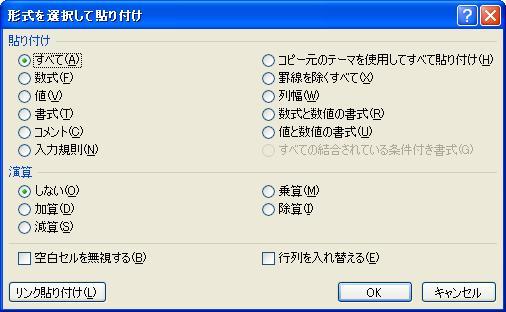 形式を選択して貼り付け
貼り付け
すべて(A)
コピー元のテーマを使用してすべて貼り付け(H)
数式(F)
罫線を除くすべて(X)
値(V)
列幅(W)
書式(T)
数式と数値の書式(R)
コメント(C)
値と数値の書式(U)
入力規則(N)
すべての結合されている条件付き書式(G)
演算
しない(O)
乗算(M)
加算(D)
除算(I)
減算(S)
空白セルを無視する(B)
行列を入れ替える(E)
リンク貼り付け(L)
OK
キャンセル